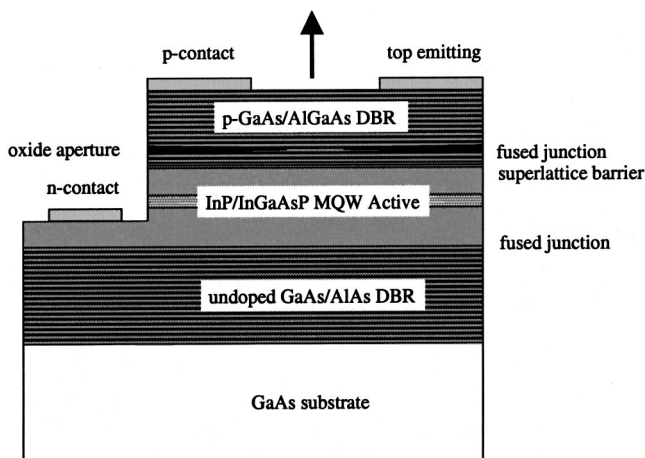 p-contact
top emitting
p-GaAs/AlGaAs DBR
oxide aperture
fused junction
superlattice barrier
n-contact
InP/InGaAsP MQW Active
fused junction
undoped GaAs/AlAs DBR
GaAs substrate